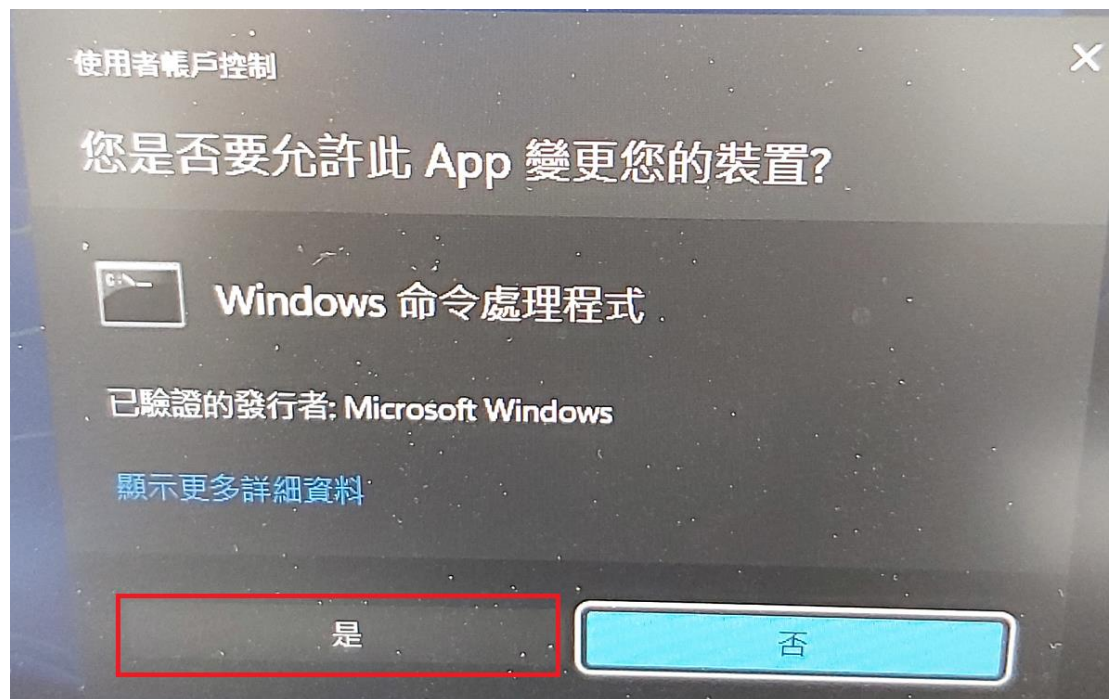 使用者帳戶控制
您是否要允許此 App 變更您的裝置?
C:\_
Windows 命令處理程式
已驗證的發行者: Microsoft Windows
顯示更多詳細資料
是
否